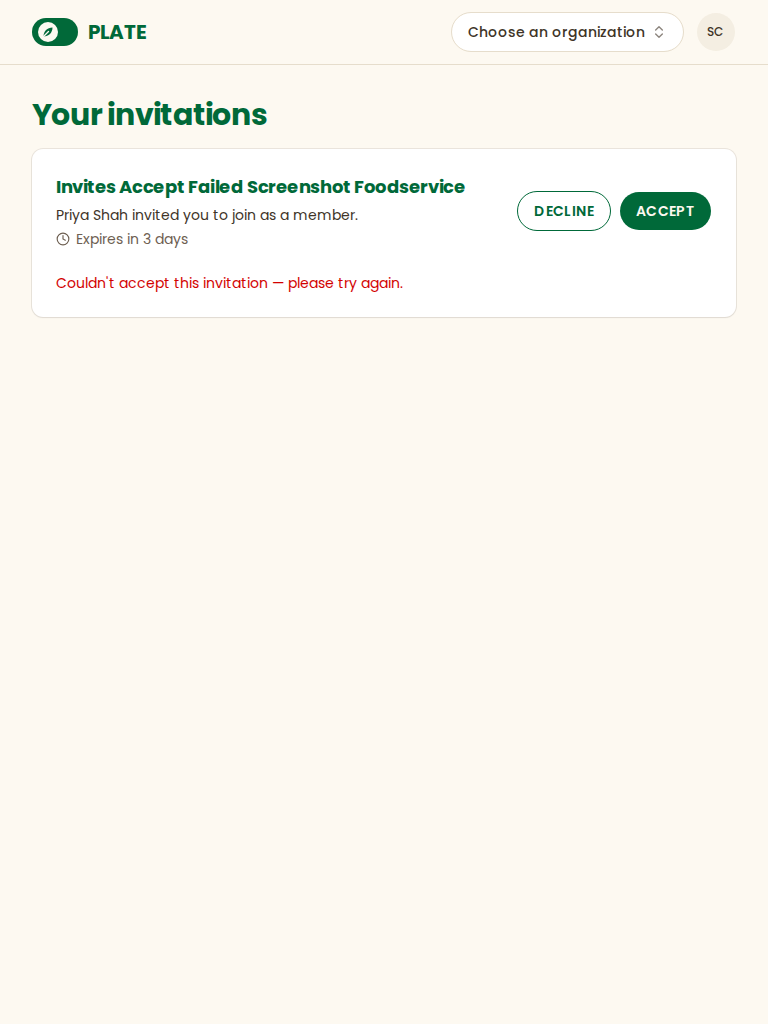 PLATE
Choose an organization
SC
Your invitations
Invites Accept Failed Screenshot Foodservice
Priya Shah invited you to join as a member.
Expires in 3 days
DECLINE
ACCEPT
Couldn't accept this invitation — please try again.